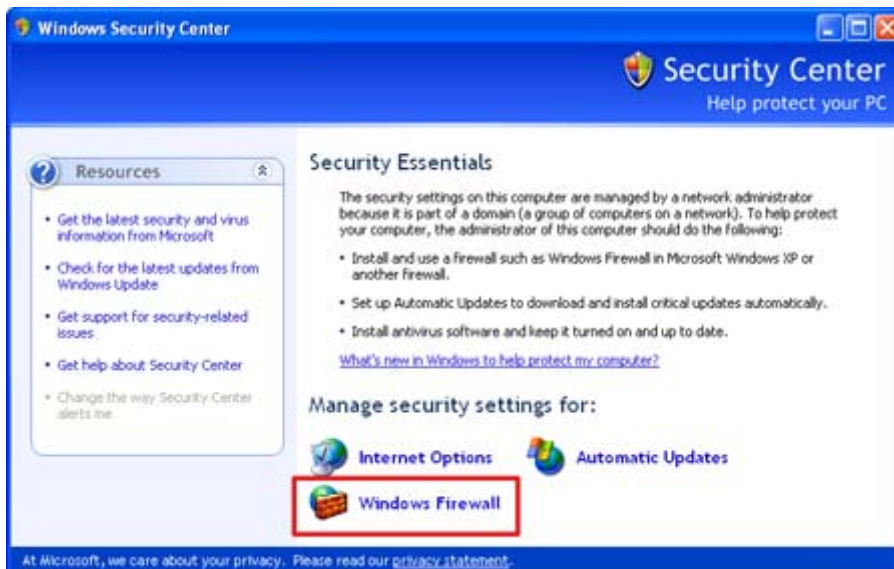 Windows Security Center
Security Center
Help protect your PC
Resources
• Get the latest security and virus
information from Microsoft
• Check for the latest updates from
Windows Update
• Get support for security-related
issues
• Get help about Security Center
• Change the way Security Center
alerts me
Security Essentials
The security settings on this computer are managed by a network administrator
because it is part of a domain (a group of computers on a network). To help protect
your computer, the administrator of this computer should do the following:
• Install and use a firewall such as Windows Firewall in Microsoft Windows XP or
another firewall.
• Set up Automatic Updates to download and install critical updates automatically.
• Install antivirus software and keep it turned on and up to date.
What's new in Windows to help protect my computer?
Manage security settings for:
Internet Options
Automatic Updates
Windows Firewall
At Microsoft, we care about your privacy. Please read our privacy statement.